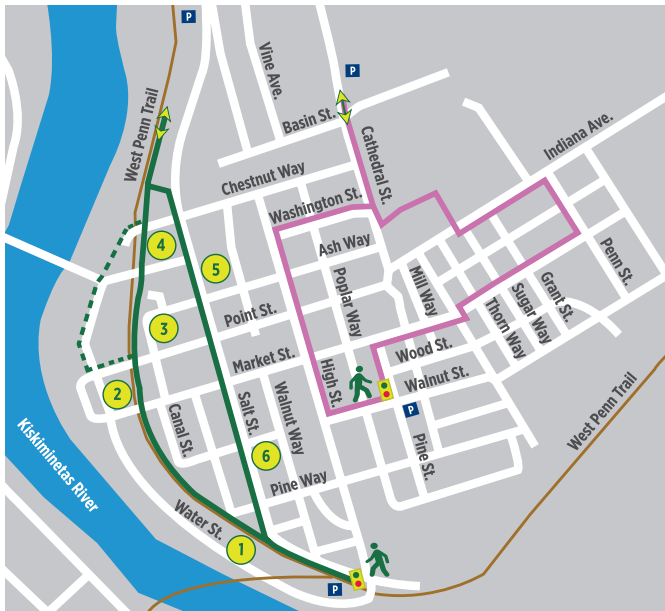 P
Vine Ave.
P
West Penn Trail
Basin St.
Cathedral St.
Indiana Ave.
Chestnut Way
Washington St.
4
Ash Way
5
Penn St.
Poplar Way
Mill Way
Grant St.
Sugar Way
Thorn Way
3
Point St.
Wood St.
Market St.
High St.
Walnut St.
2
Walnut Way
Salt St.
P
West Penn Trail
Canal St.
Pine St.
6
Kiskiminetas River
Pine Way
Water St.
1
P